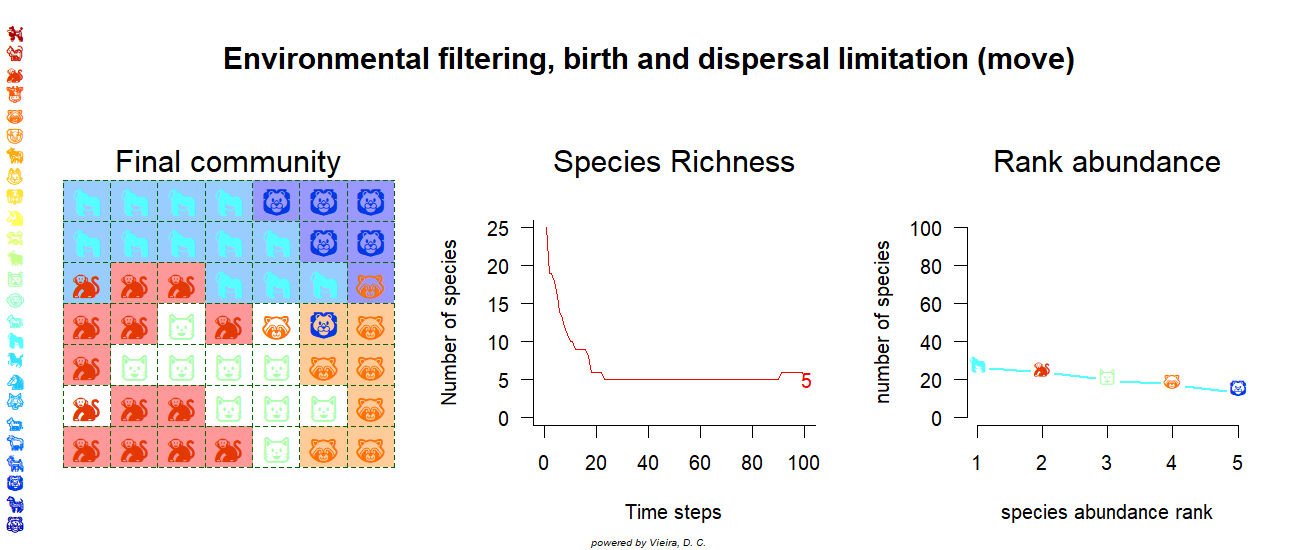 Environmental filtering, birth and dispersal limitation (move)
Final community
Species Richness
Number of species
25
20
15
10
5
0
5
0 20 40 60 80 100
Time steps
Rank abundance
number of species
100
80
60
40
20
0
1 2 3 4 5
species abundance rank
powered by Vieira, D. C.